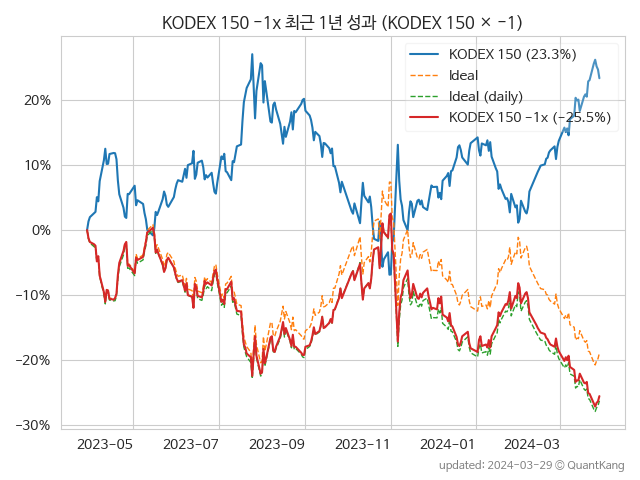 KODEX 150 −1x 최근 1년 성과 (KODEX 150 × −1)
KODEX 150 (23.3%)
Ideal
Ideal (daily)
KODEX 150 −1x (−25.5%)
20%
10%
0%
−10%
−20%
−30%
2023−05
2023−07
2023−09
2023−11
2024−01
2024−03
updated: 2024−03−29 © QuantKang